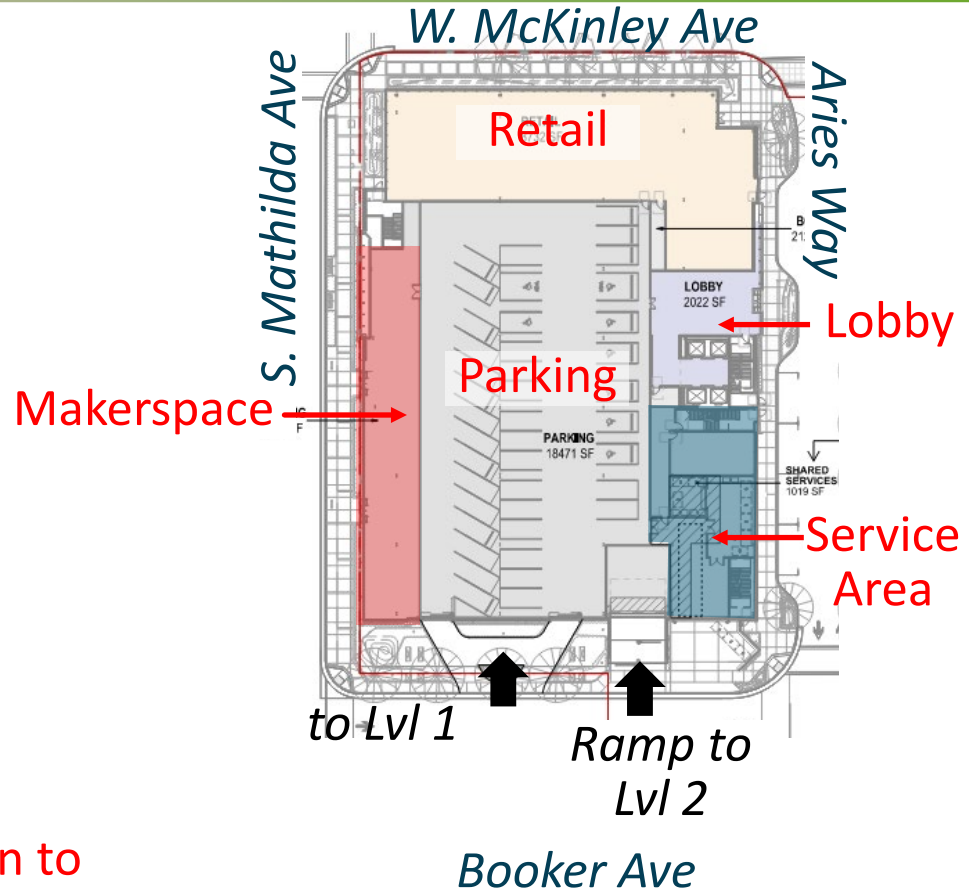 W. McKinley Ave
S. Mathilda Ave
Aries Way
Retail
LOBBY
2022 SF
Lobby
Parking
Makerspace
F
PARKING
18471 SF
SHARED
SERVICES
1019 SF
Service
Area
to Lvl 1
Ramp to
Lvl 2
n to
Booker Ave